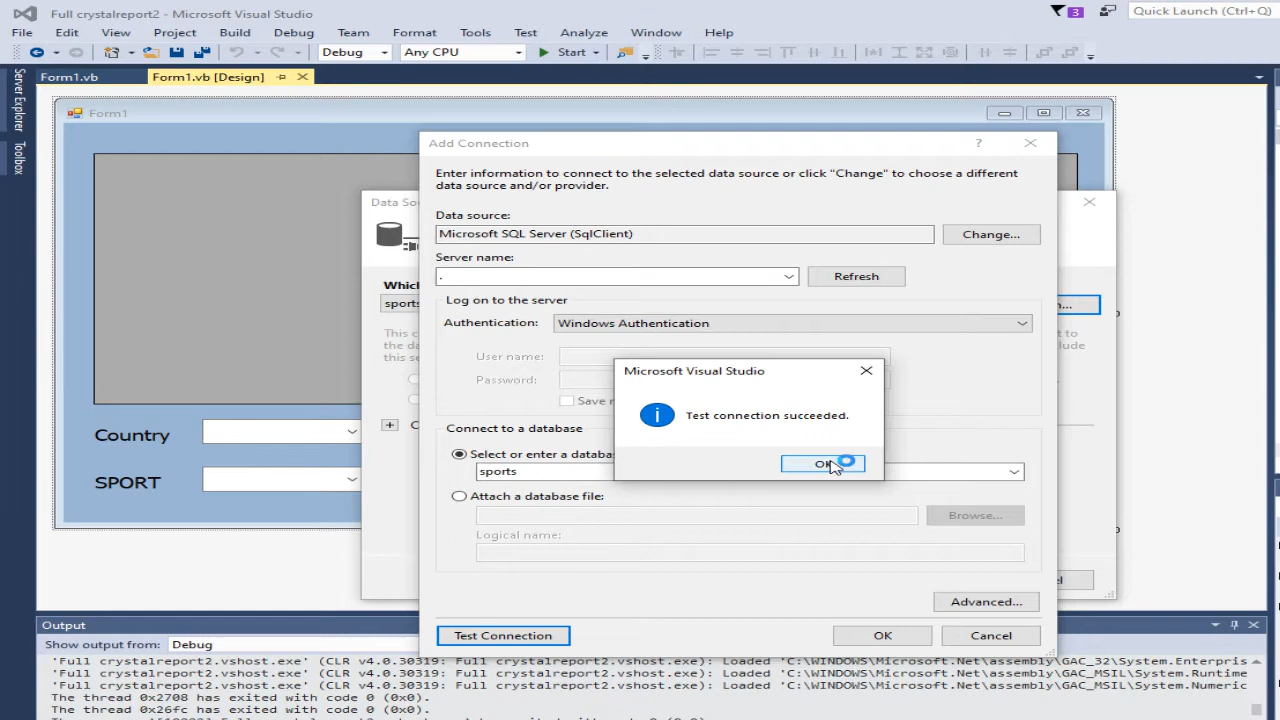 Full crystalreport2 - Microsoft Visual Studio
3
Quick Launch (Ctrl+Q)
File Edit View Project Build Debug Team Format Tools Test Analyze Window Help
Debug Any CPU Start
Form1.vb Form1.vb [Design]
Server Explorer
Toolbox
Form1
Country
SPORT
Data Sou
Which
sports
This c
the da
this se
to
lude
Add Connection
?
Enter information to connect to the selected data source or click "Change" to choose a different
data source and/or provider.
Data source:
Microsoft SQL Server (SqlClient)
Change...
Server name:
.
Refresh
Log on to the server
Authentication: Windows Authentication
User name:
Password:
Save
Connect to a database
Select or enter a databas
sports
Attach a database file:
Browse...
Logical name:
Advanced...
Test Connection
OK
Cancel
Microsoft Visual Studio
Test connection succeeded.
OK
Output
Show output from: Debug
'Full crystalreport2.vshost.exe' (CLR v4.0.30319: Full crystalreport2.vshost.exe): Loaded 'C:\WINDOWS\Microsoft.Net\assembly\GAC_32\System.Enterpris
'Full crystalreport2.vshost.exe' (CLR v4.0.30319: Full crystalreport2.vshost.exe): Loaded 'C:\WINDOWS\Microsoft.Net\assembly\GAC_MSIL\System.Runtime
'Full crystalreport2.vshost.exe' (CLR v4.0.30319: Full crystalreport2.vshost.exe): Loaded 'C:\WINDOWS\Microsoft.Net\assembly\GAC_MSIL\System.Numeric
The thread 0x2708 has exited with code 0 (0x0).
The thread 0x26fc has exited with code 0 (0x0).